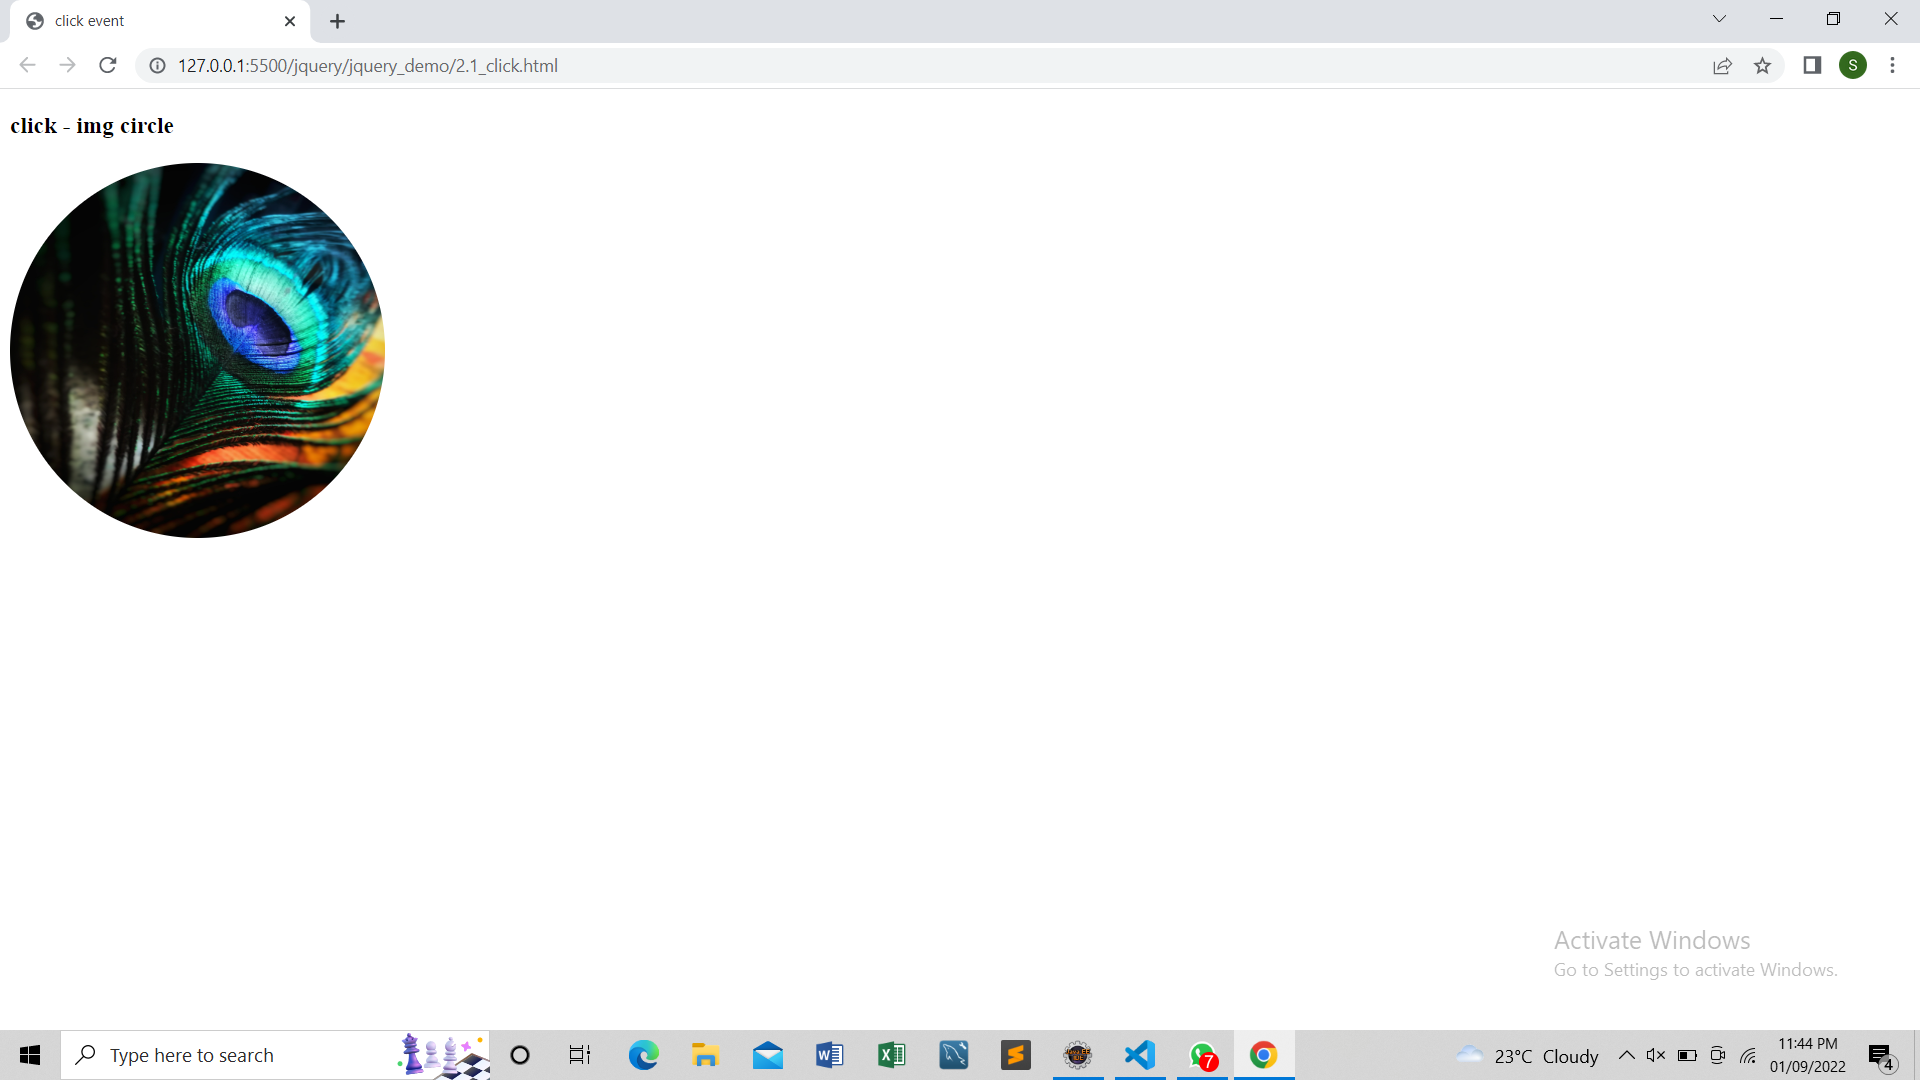 click event
127.0.0.1:5500/jquery/jquery_demo/2.1_click.html
S
click - img circle
Activate Windows
Go to Settings to activate Windows.
Type here to search
7
23°C Cloudy
11:44 PM
01/09/2022
4